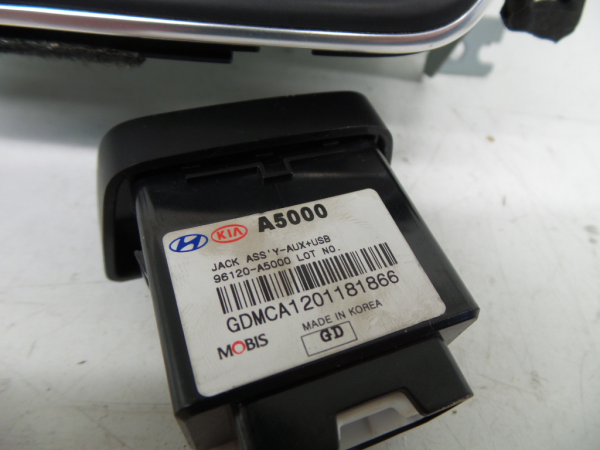 KIA A5000
JACK ASS'Y-AUX+USB
96120-A5000 LOT NO.
GDMCA1201181866
MOBIS MADE IN KOREA
GD